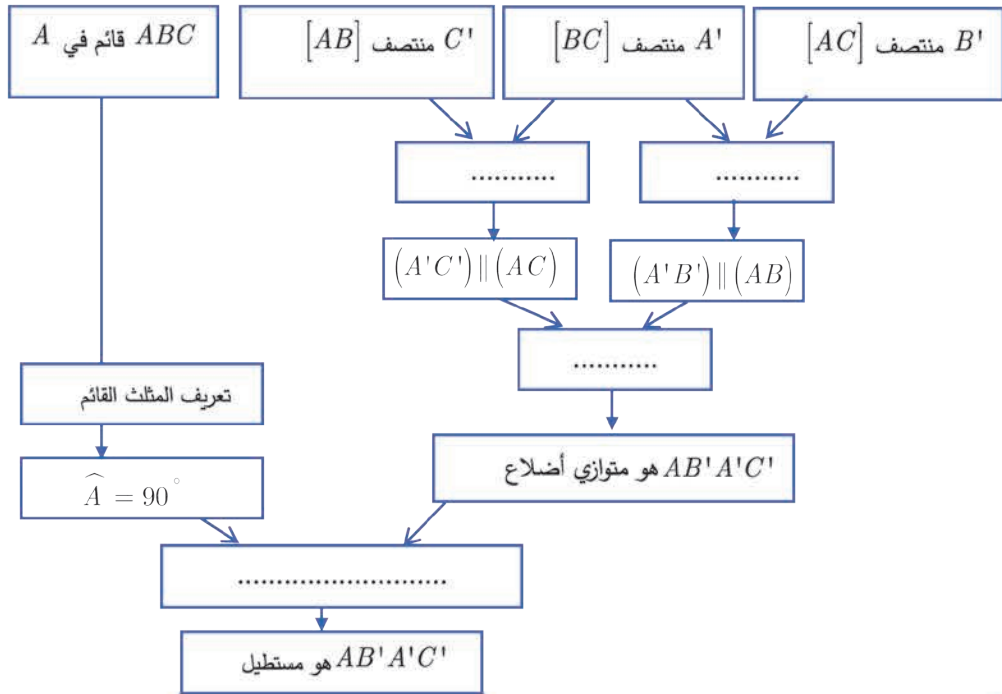 ABC قائم في A
C' منتصف [AB]
A' منتصف [BC]
B' منتصف [AC]
...........
...........
(A'C') ∥ (AC)
(A'B') ∥ (AB)
...........
تعريف المثلث القائم
AB'A'C' هو متوازي أضلاع
\widehat{A} = 90°
...........................
AB'A'C' هو مستطيل